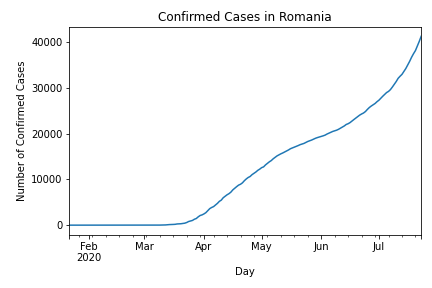 Confirmed Cases in Romania
Number of Confirmed Cases
40000
30000
20000
10000
0
Feb Mar Apr May Jun Jul
2020
Day